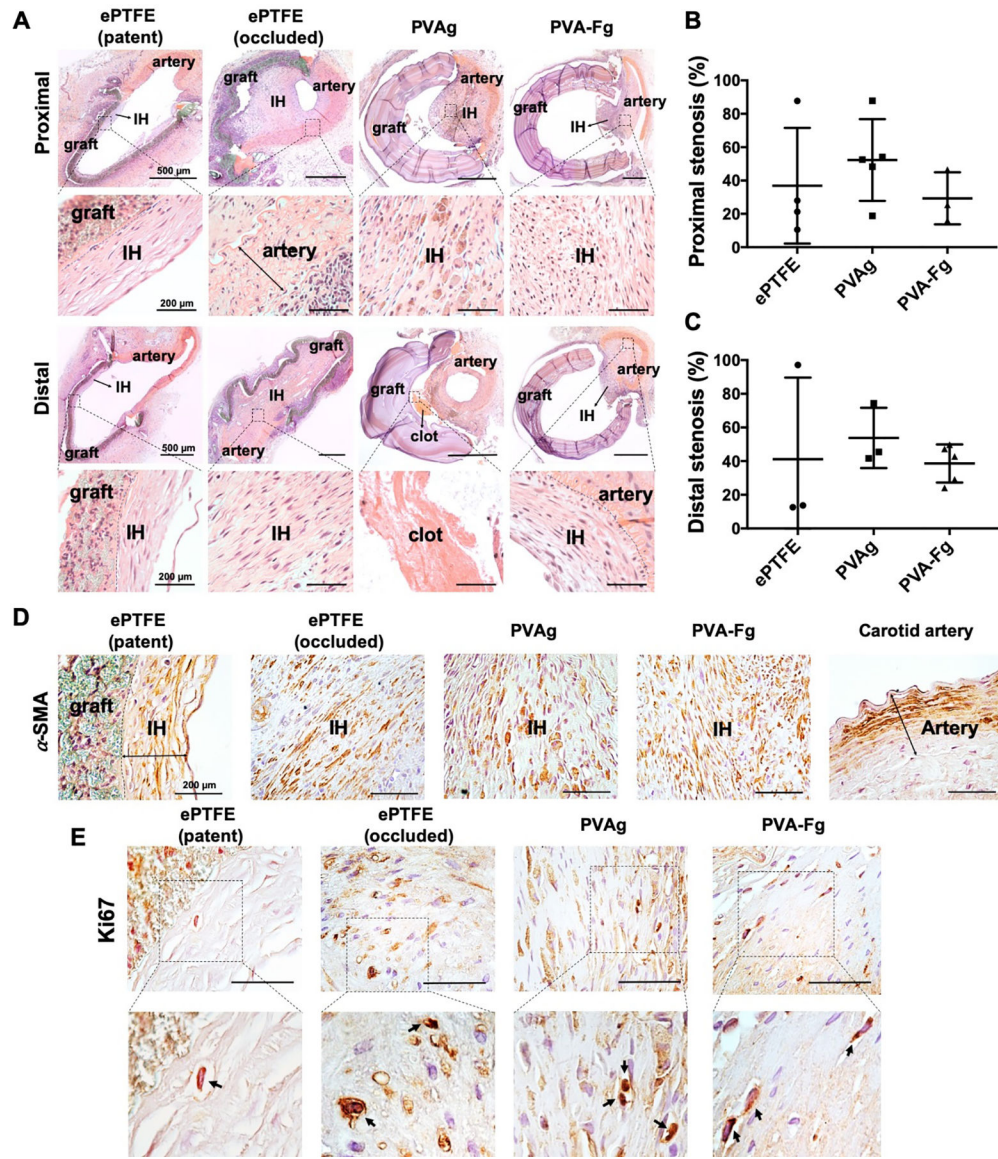 A
ePTFE
(patent)
ePTFE
(occluded)
PVAg
PVA-Fg
Proximal
artery
IH
graft
500 µm
graft
artery
IH
artery
graft
IH
artery
graft
IH
graft
IH
200 µm
artery
IH
IH
Distal
artery
IH
graft
500 µm
graft
IH
artery
artery
graft
clot
artery
graft
IH
graft
IH
200 µm
IH
clot
artery
IH
B
Proximal stenosis (%)
100
80
60
40
20
0
ePTFE
PVAg
PVA-Fg
C
Distal stenosis (%)
100
80
60
40
20
0
ePTFE
PVAg
PVA-Fg
D
ePTFE
(patent)
ePTFE
(occluded)
PVAg
PVA-Fg
Carotid artery
α-SMA
graft
IH
200 µm
IH
IH
IH
Artery
E
ePTFE
(patent)
ePTFE
(occluded)
PVAg
PVA-Fg
Ki67